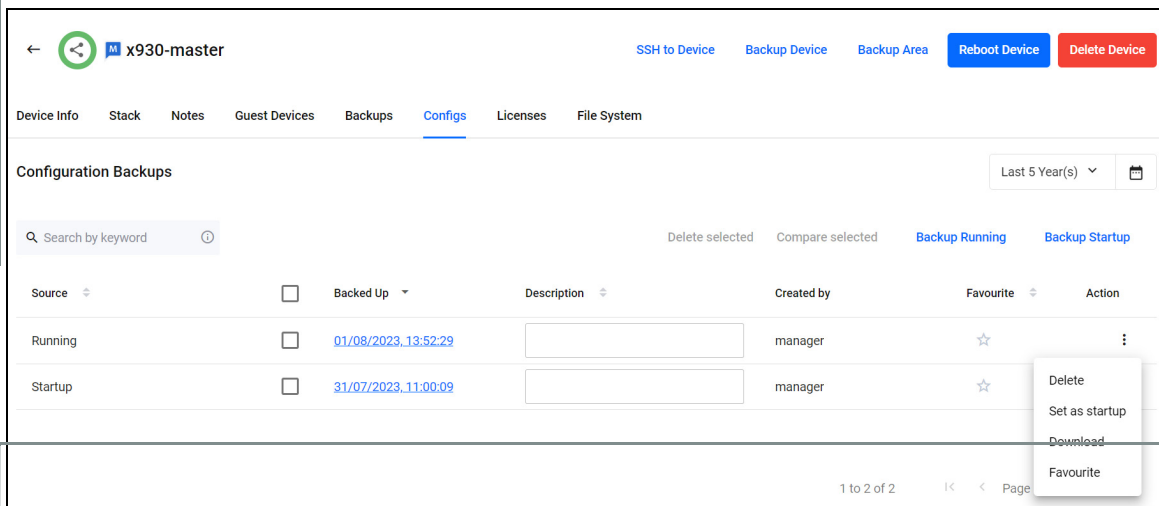 M x930-master SSH to Device Backup Device Backup Area Reboot Device Delete Device
Device Info Stack Notes Guest Devices Backups Configs Licenses File System
Configuration Backups Last 5 Year(s)
Search by keyword Delete selected Compare selected Backup Running Backup Startup
Source Backed Up Description Created by Favourite Action
Running 01/08/2023, 13:52:29 manager
Startup 31/07/2023, 11:00:09 manager
Delete
Set as startup
Download
Favourite
1 to 2 of 2 Page